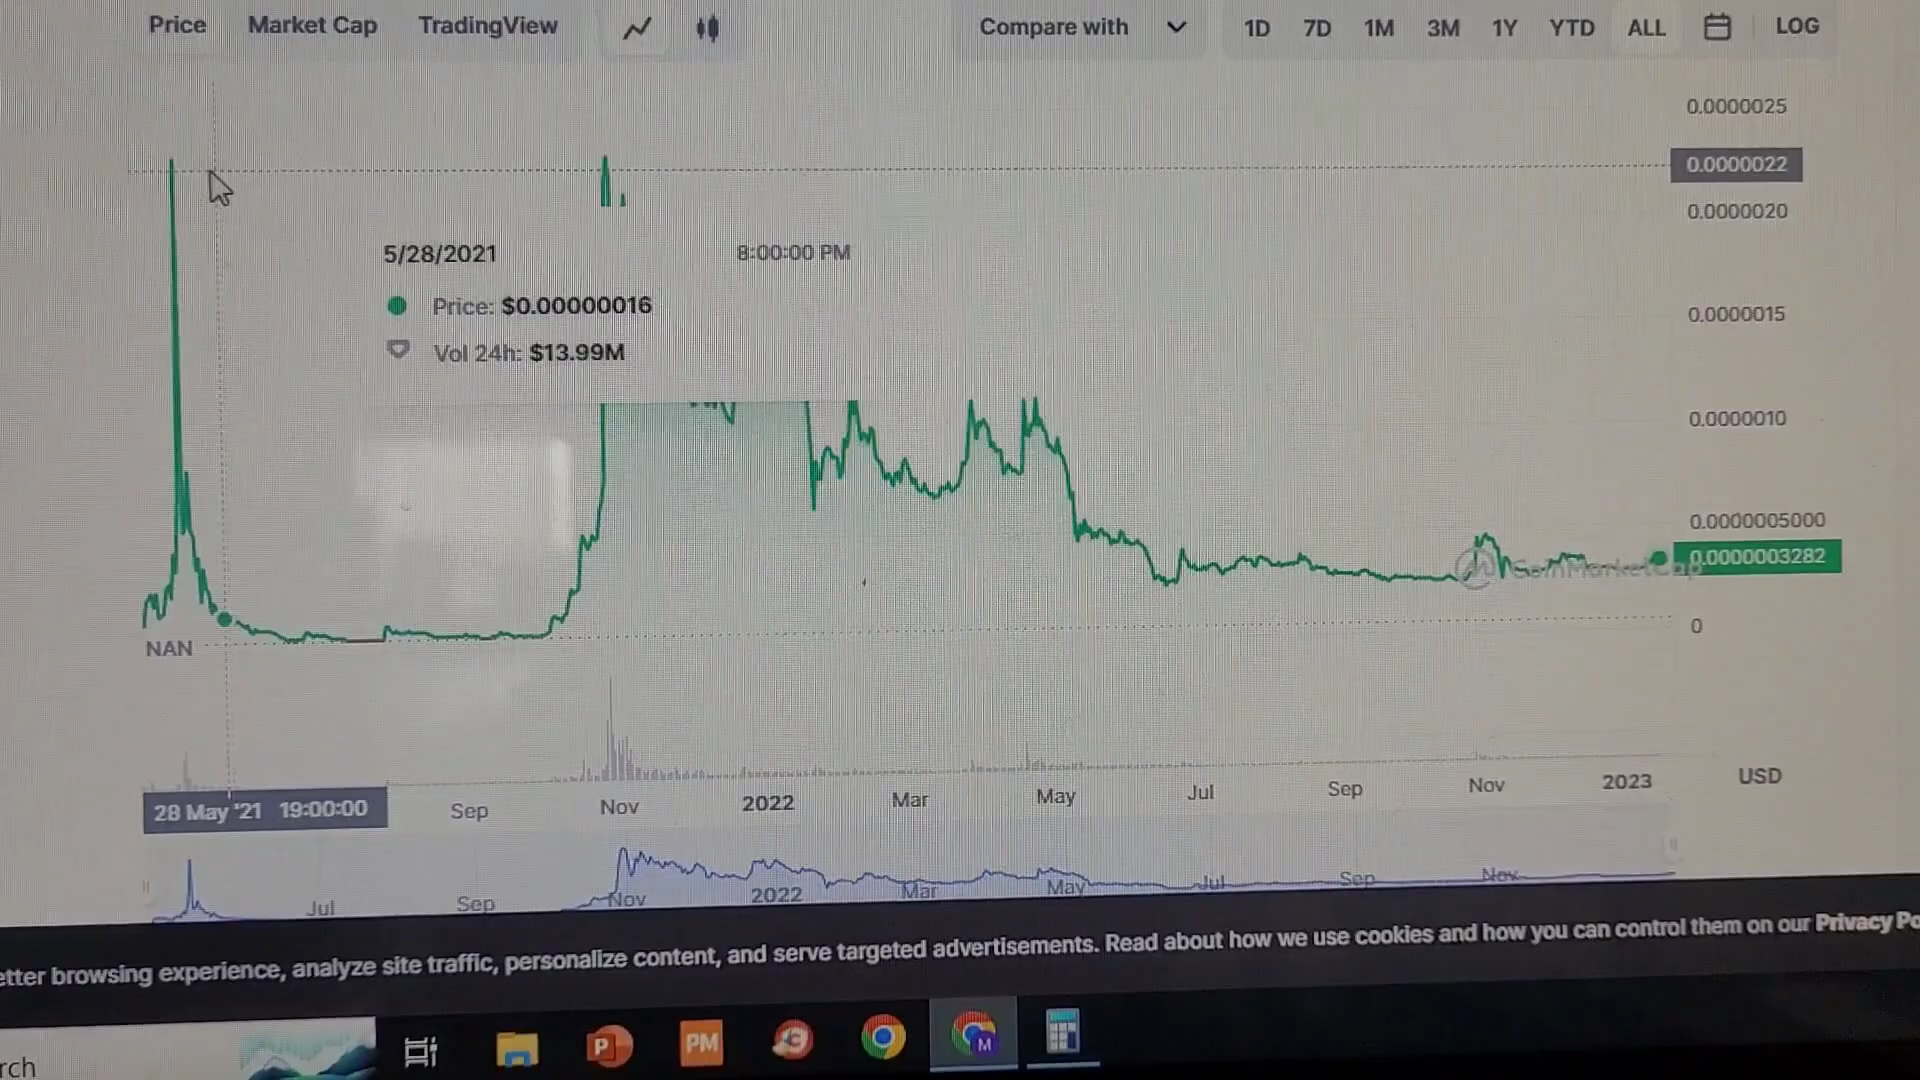 Price Market Cap TradingView Compare with 1D 7D 1M 3M 1Y YTD ALL LOG
0.0000025
0.0000022
0.0000020
5/28/2021 8:00:00 PM
Price: $0.00000016
0.0000015
Vol 24h: $13.99M
0.0000010
0.0000005000
0.0000003282
CoinMarketCap
0
NAN
28 May '21 19:00:00 Sep Nov 2022 Mar May Jul Sep Nov 2023 USD
Jul Sep Nov 2022 Mar May Jul Sep Nov
etter browsing experience, analyze site traffic, personalize content, and serve targeted advertisements. Read about how we use cookies and how you can control them on our Privacy Po
rch P PM M